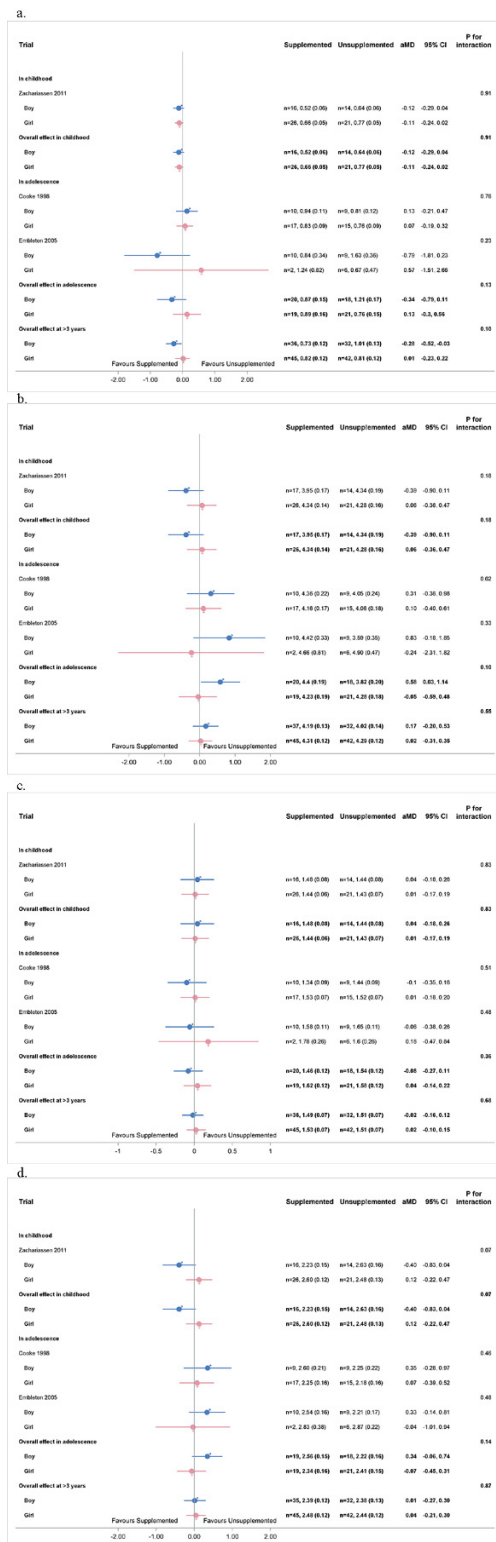 a.
Trial Supplemented Unsupplemented aMD 95% CI P for interaction
In childhood
Zachariassen 2011 0.91
Boy n=16, 0.52 (0.06) n=14, 0.64 (0.06) -0.12 -0.29, 0.04
Girl n=26, 0.66 (0.05) n=21, 0.77 (0.05) -0.11 -0.24, 0.02
Overall effect in childhood 0.91
Boy n=16, 0.52 (0.06) n=14, 0.64 (0.06) -0.12 -0.29, 0.04
Girl n=26, 0.66 (0.05) n=21, 0.77 (0.05) -0.11 -0.24, 0.02
In adolescence
Cooke 1998 0.76
Boy n=10, 0.94 (0.11) n=9, 0.81 (0.12) 0.13 -0.21, 0.47
Girl n=17, 0.83 (0.09) n=15, 0.76 (0.09) 0.07 -0.19, 0.32
Embleton 2005 0.23
Boy n=10, 0.84 (0.34) n=9, 1.63 (0.36) -0.79 -1.81, 0.23
Girl n=2, 1.24 (0.82) n=6, 0.67 (0.47) 0.57 -1.51, 2.66
Overall effect in adolescence 0.13
Boy n=20, 0.87 (0.15) n=18, 1.21 (0.17) -0.34 -0.79, 0.11
Girl n=19, 0.89 (0.16) n=21, 0.76 (0.15) 0.13 -0.3, 0.56
Overall effect at >3 years 0.10
Boy n=36, 0.73 (0.12) n=32, 1.01 (0.13) -0.28 -0.52, -0.03
Girl n=45, 0.82 (0.12) n=42, 0.81 (0.12) 0.01 -0.23, 0.22
Favours Supplemented Favours Unsupplemented
-2.00 -1.00 0.00 1.00 2.00
b.
Trial Supplemented Unsupplemented aMD 95% CI P for interaction
In childhood
Zachariassen 2011 0.18
Boy n=17, 3.95 (0.17) n=14, 4.34 (0.19) -0.39 -0.90, 0.11
Girl n=26, 4.34 (0.14) n=21, 4.28 (0.16) 0.06 -0.36, 0.47
Overall effect in childhood 0.18
Boy n=17, 3.95 (0.17) n=14, 4.34 (0.19) -0.39 -0.90, 0.11
Girl n=26, 4.34 (0.14) n=21, 4.28 (0.16) 0.06 -0.36, 0.47
In adolescence
Cooke 1998 0.62
Boy n=10, 4.36 (0.22) n=9, 4.05 (0.24) 0.31 -0.36, 0.98
Girl n=17, 4.16 (0.17) n=15, 4.06 (0.18) 0.10 -0.40, 0.61
Embleton 2005 0.33
Boy n=10, 4.42 (0.33) n=9, 3.59 (0.35) 0.83 -0.18, 1.85
Girl n=2, 4.66 (0.81) n=6, 4.90 (0.47) -0.24 -2.31, 1.82
Overall effect in adolescence 0.10
Boy n=20, 4.4 (0.19) n=18, 3.82 (0.20) 0.58 0.03, 1.14
Girl n=19, 4.23 (0.19) n=21, 4.28 (0.18) -0.05 -0.59, 0.48
Overall effect at >3 years 0.55
Boy n=37, 4.19 (0.13) n=32, 4.02 (0.14) 0.17 -0.20, 0.53
Girl n=45, 4.31 (0.12) n=42, 4.29 (0.12) 0.02 -0.31, 0.35
Favours Supplemented Favours Unsupplemented
-2.00 -1.00 0.00 1.00 2.00
c.
Trial Supplemented Unsupplemented aMD 95% CI P for interaction
In childhood
Zachariassen 2011 0.83
Boy n=16, 1.48 (0.08) n=14, 1.44 (0.08) 0.04 -0.18, 0.26
Girl n=26, 1.44 (0.06) n=21, 1.43 (0.07) 0.01 -0.17, 0.19
Overall effect in childhood 0.83
Boy n=16, 1.48 (0.08) n=14, 1.44 (0.08) 0.04 -0.18, 0.26
Girl n=26, 1.44 (0.06) n=21, 1.43 (0.07) 0.01 -0.17, 0.19
In adolescence
Cooke 1998 0.51
Boy n=10, 1.34 (0.09) n=9, 1.44 (0.09) -0.1 -0.35, 0.16
Girl n=17, 1.53 (0.07) n=15, 1.52 (0.07) 0.01 -0.18, 0.20
Embleton 2005 0.48
Boy n=10, 1.58 (0.11) n=9, 1.65 (0.11) -0.06 -0.38, 0.26
Girl n=2, 1.78 (0.26) n=6, 1.6 (0.25) 0.18 -0.47, 0.84
Overall effect in adolescence 0.36
Boy n=20, 1.46 (0.12) n=18, 1.54 (0.12) -0.08 -0.27, 0.11
Girl n=19, 1.62 (0.12) n=21, 1.58 (0.12) 0.04 -0.14, 0.22
Overall effect at >3 years 0.68
Boy n=36, 1.49 (0.07) n=32, 1.51 (0.07) -0.02 -0.16, 0.12
Girl n=45, 1.53 (0.07) n=42, 1.51 (0.07) 0.02 -0.10, 0.15
Favours Supplemented Favours Unsupplemented
-1 -0.5 0 0.5 1
d.
Trial Supplemented Unsupplemented aMD 95% CI P for interaction
In childhood
Zachariassen 2011 0.07
Boy n=16, 2.23 (0.15) n=14, 2.63 (0.16) -0.40 -0.83, 0.04
Girl n=26, 2.60 (0.12) n=21, 2.48 (0.13) 0.12 -0.22, 0.47
Overall effect in childhood 0.07
Boy n=16, 2.23 (0.15) n=14, 2.63 (0.16) -0.40 -0.83, 0.04
Girl n=26, 2.60 (0.12) n=21, 2.48 (0.13) 0.12 -0.22, 0.47
In adolescence
Cooke 1998 0.46
Boy n=9, 2.60 (0.21) n=9, 2.25 (0.22) 0.35 -0.28, 0.97
Girl n=17, 2.25 (0.16) n=15, 2.18 (0.16) 0.07 -0.39, 0.52
Embleton 2005 0.48
Boy n=10, 2.54 (0.16) n=9, 2.21 (0.17) 0.33 -0.14, 0.81
Girl n=2, 2.83 (0.38) n=6, 2.87 (0.22) -0.04 -1.01, 0.94
Overall effect in adolescence 0.14
Boy n=19, 2.56 (0.15) n=18, 2.22 (0.16) 0.34 -0.06, 0.74
Girl n=19, 2.34 (0.16) n=21, 2.41 (0.15) -0.07 -0.45, 0.31
Overall effect at >3 years 0.87
Boy n=35, 2.39 (0.12) n=32, 2.38 (0.13) 0.01 -0.27, 0.30
Girl n=45, 2.48 (0.12) n=42, 2.44 (0.12) 0.04 -0.21, 0.30
Favours Supplemented Favours Unsupplemented
-2.00 -1.00 0.00 1.00 2.00